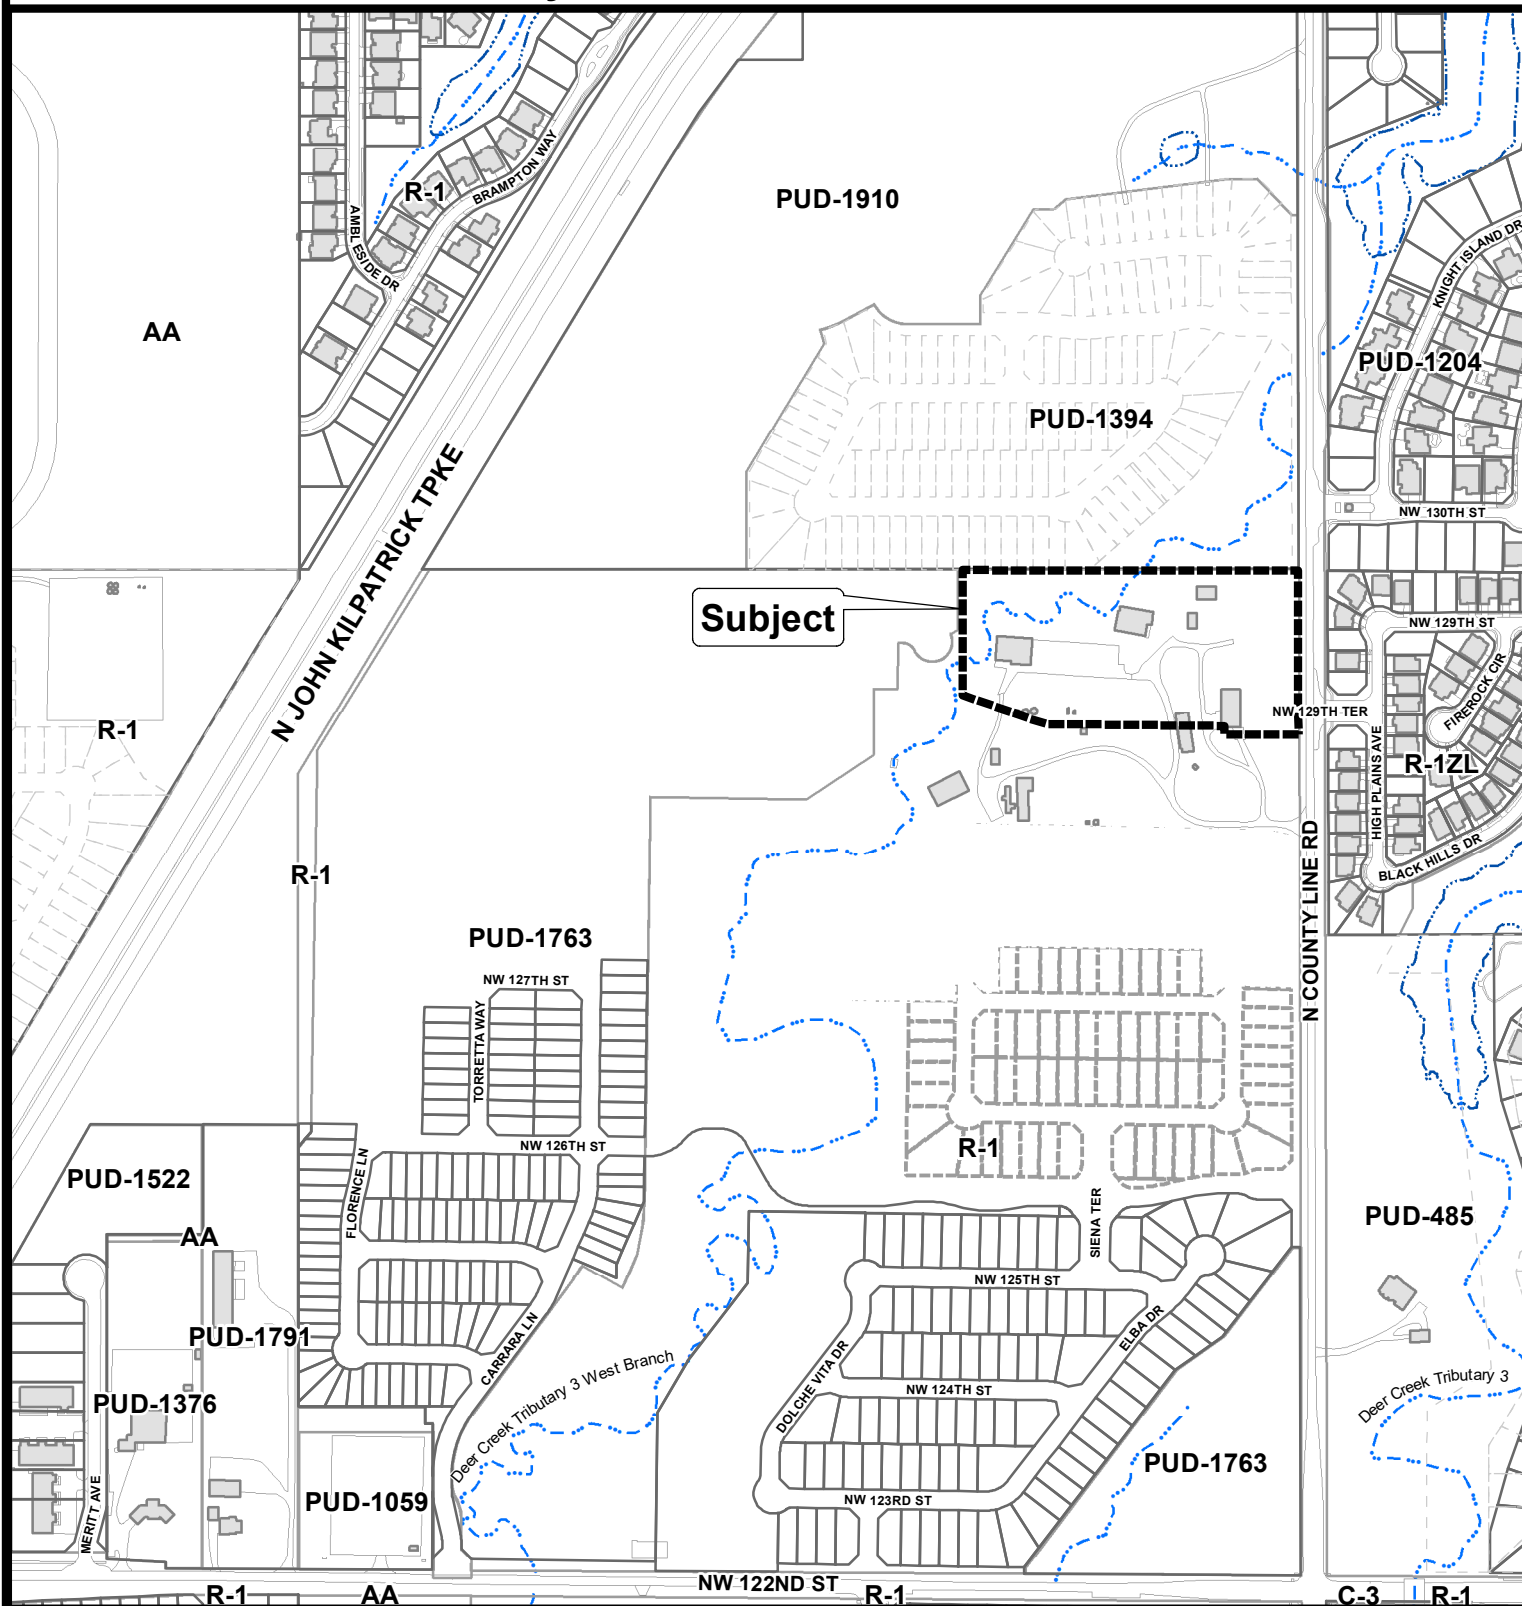 R-1
BRAMPTON WAY
AMBLESIDE DR
PUD-1910
KNIGHT ISLAND DR
AA
PUD-1204
PUD-1394
N JOHN KILPATRICK TPKE
NW 130TH ST
Subject
NW 129TH ST
FIREROCK CIR
NW 129TH TER
R-1
HIGH PLAINS AVE
R-1ZL
BLACK HILLS DR
N COUNTY LINE RD
R-1
PUD-1763
NW 127TH ST
TORRETTA WAY
NW 126TH ST
R-1
FLORENCE LN
PUD-1522
SIENA TER
PUD-485
AA
NW 125TH ST
PUD-1791
CARRARA LN
ELBA DR
DOLCHE VITA DR
Deer Creek Tributary 3 West Branch
NW 124TH ST
Deer Creek Tributary 3
PUD-1376
PUD-1763
PUD-1059
NW 123RD ST
MERITT AVE
NW 122ND ST
R-1
AA
R-1
C-3
R-1